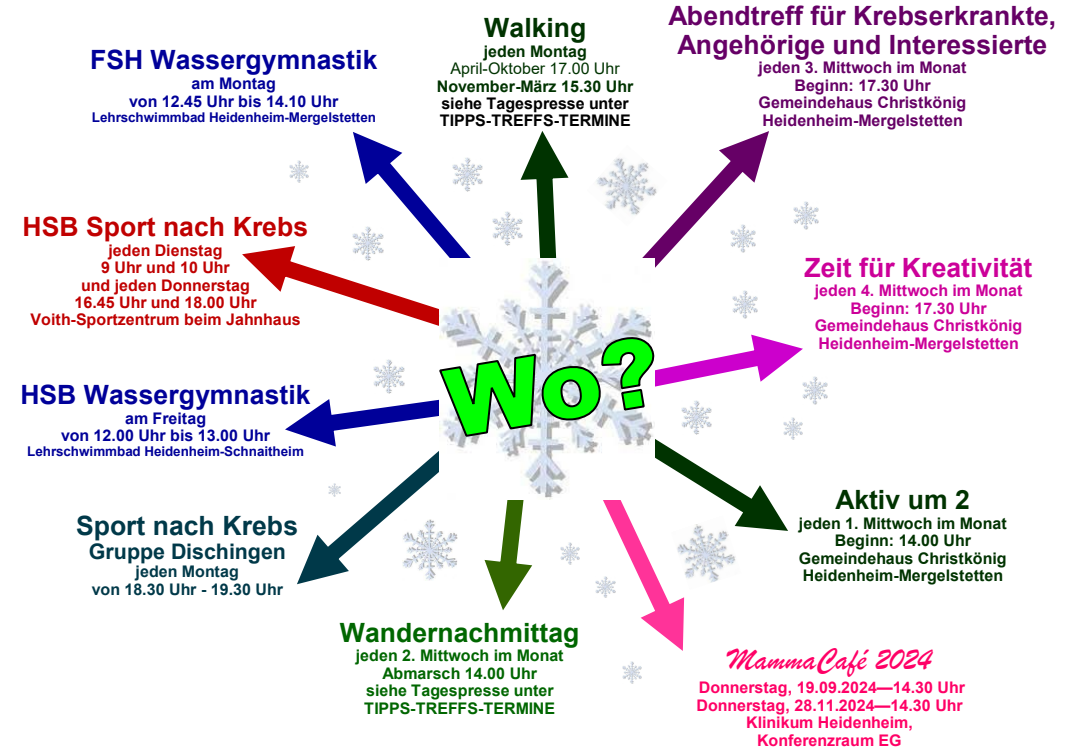 Walking
jeden Montag
April-Oktober 17.00 Uhr
November-März 15.30 Uhr
siehe Tagespresse unter
TIPPS-TREFFS-TERMINE
Abendtreff für Krebserkrankte,
Angehörige und Interessierte
jeden 3. Mittwoch im Monat
Beginn: 17.30 Uhr
Gemeindehaus Christkönig
Heidenheim-Mergelstetten
FSH Wassergymnastik
am Montag
von 12.45 Uhr bis 14.10 Uhr
Lehrschwimmbad Heidenheim-Mergelstetten
HSB Sport nach Krebs
jeden Dienstag
9 Uhr und 10 Uhr
und jeden Donnerstag
16.45 Uhr und 18.00 Uhr
Voith-Sportzentrum beim Jahnhaus
Zeit für Kreativität
jeden 4. Mittwoch im Monat
Beginn: 17.30 Uhr
Gemeindehaus Christkönig
Heidenheim-Mergelstetten
Wo?
HSB Wassergymnastik
am Freitag
von 12.00 Uhr bis 13.00 Uhr
Lehrschwimmbad Heidenheim-Schnaitheim
Aktiv um 2
jeden 1. Mittwoch im Monat
Beginn: 14.00 Uhr
Gemeindehaus Christkönig
Heidenheim-Mergelstetten
Sport nach Krebs
Gruppe Dischingen
jeden Montag
von 18.30 Uhr - 19.30 Uhr
Wandernachmittag
jeden 2. Mittwoch im Monat
Abmarsch 14.00 Uhr
siehe Tagespresse unter
TIPPS-TREFFS-TERMINE
MammaCafé 2024
Donnerstag, 19.09.2024—14.30 Uhr
Donnerstag, 28.11.2024—14.30 Uhr
Klinikum Heidenheim,
Konferenzraum EG